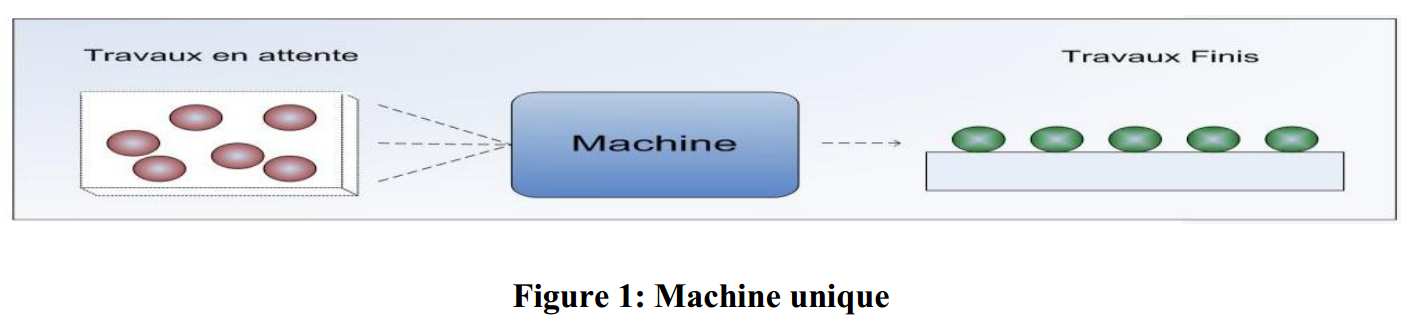 Travaux en attente
Travaux Finis
Machine
Figure 1: Machine unique